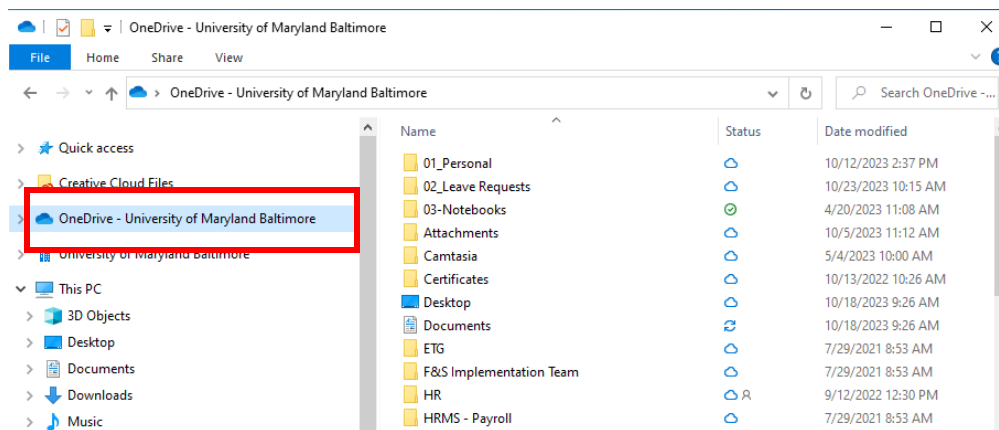 OneDrive - University of Maryland Baltimore
File Home Share View
OneDrive - University of Maryland Baltimore
Search OneDrive -...
Name Status Date modified
Quick access
Creative Cloud Files
OneDrive - University of Maryland Baltimore
University of Maryland Baltimore
This PC
3D Objects
Desktop
Documents
Downloads
Music
01_Personal 10/12/2023 2:37 PM
02_Leave Requests 10/23/2023 10:15 AM
03-Notebooks 4/20/2023 11:08 AM
Attachments 10/5/2023 11:12 AM
Camtasia 5/4/2023 10:00 AM
Certificates 10/13/2022 10:26 AM
Desktop 10/18/2023 9:26 AM
Documents 10/18/2023 9:26 AM
ETG 7/29/2021 8:53 AM
F&S Implementation Team 7/29/2021 8:53 AM
HR 9/12/2022 12:30 PM
HRMS - Payroll 7/29/2021 8:53 AM